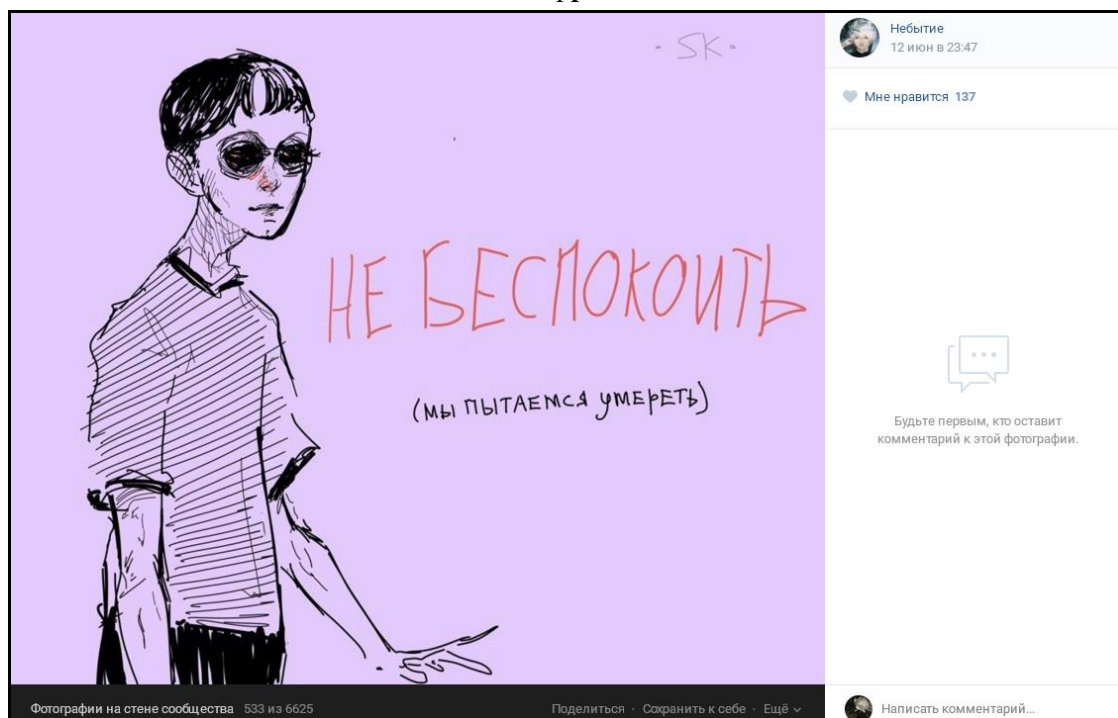 · SK ·
НЕ БЕСПОКОИТЬ
(МЫ ПЫТАЕМСЯ УМЕРЕТЬ)
Небытие
12 июн в 23:47
Мне нравится 137
Будьте первым, кто оставит
комментарий к этой фотографии.
Фотографии на стене сообщества 533 из 6625
Поделиться · Сохранить к себе · Ещё
Написать комментарий...